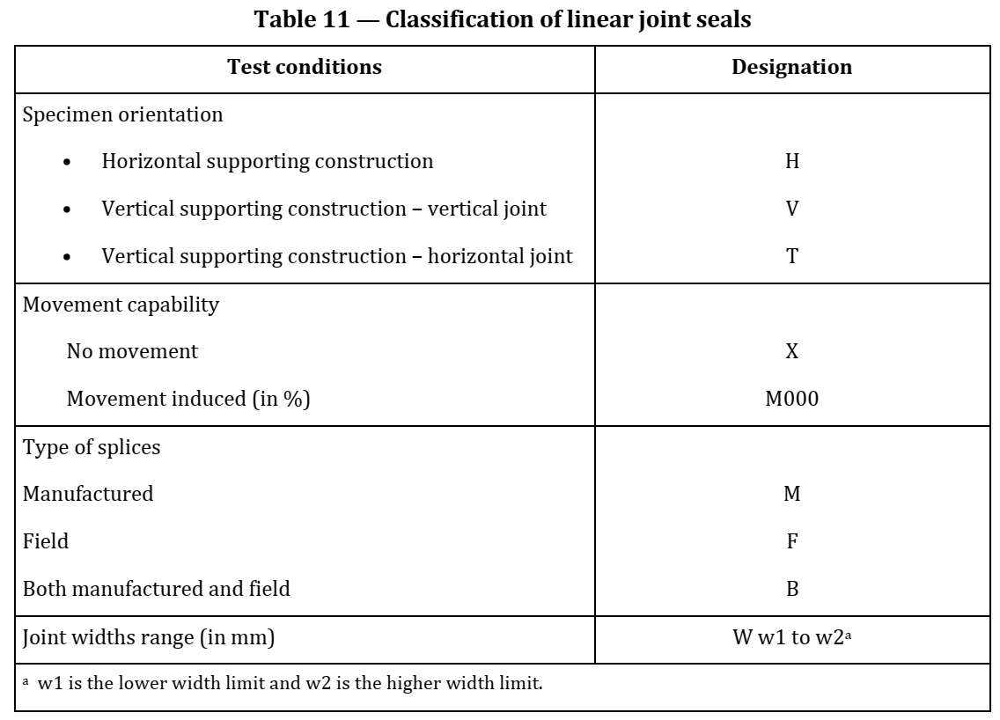 Table 11 — Classification of linear joint seals
Test conditions Designation
Specimen orientation
• Horizontal supporting construction H
• Vertical supporting construction – vertical joint V
• Vertical supporting construction – horizontal joint T
Movement capability
No movement X
Movement induced (in %) M000
Type of splices
Manufactured M
Field F
Both manufactured and field B
Joint widths range (in mm) W w1 to w2ᵃ
ᵃ w1 is the lower width limit and w2 is the higher width limit.